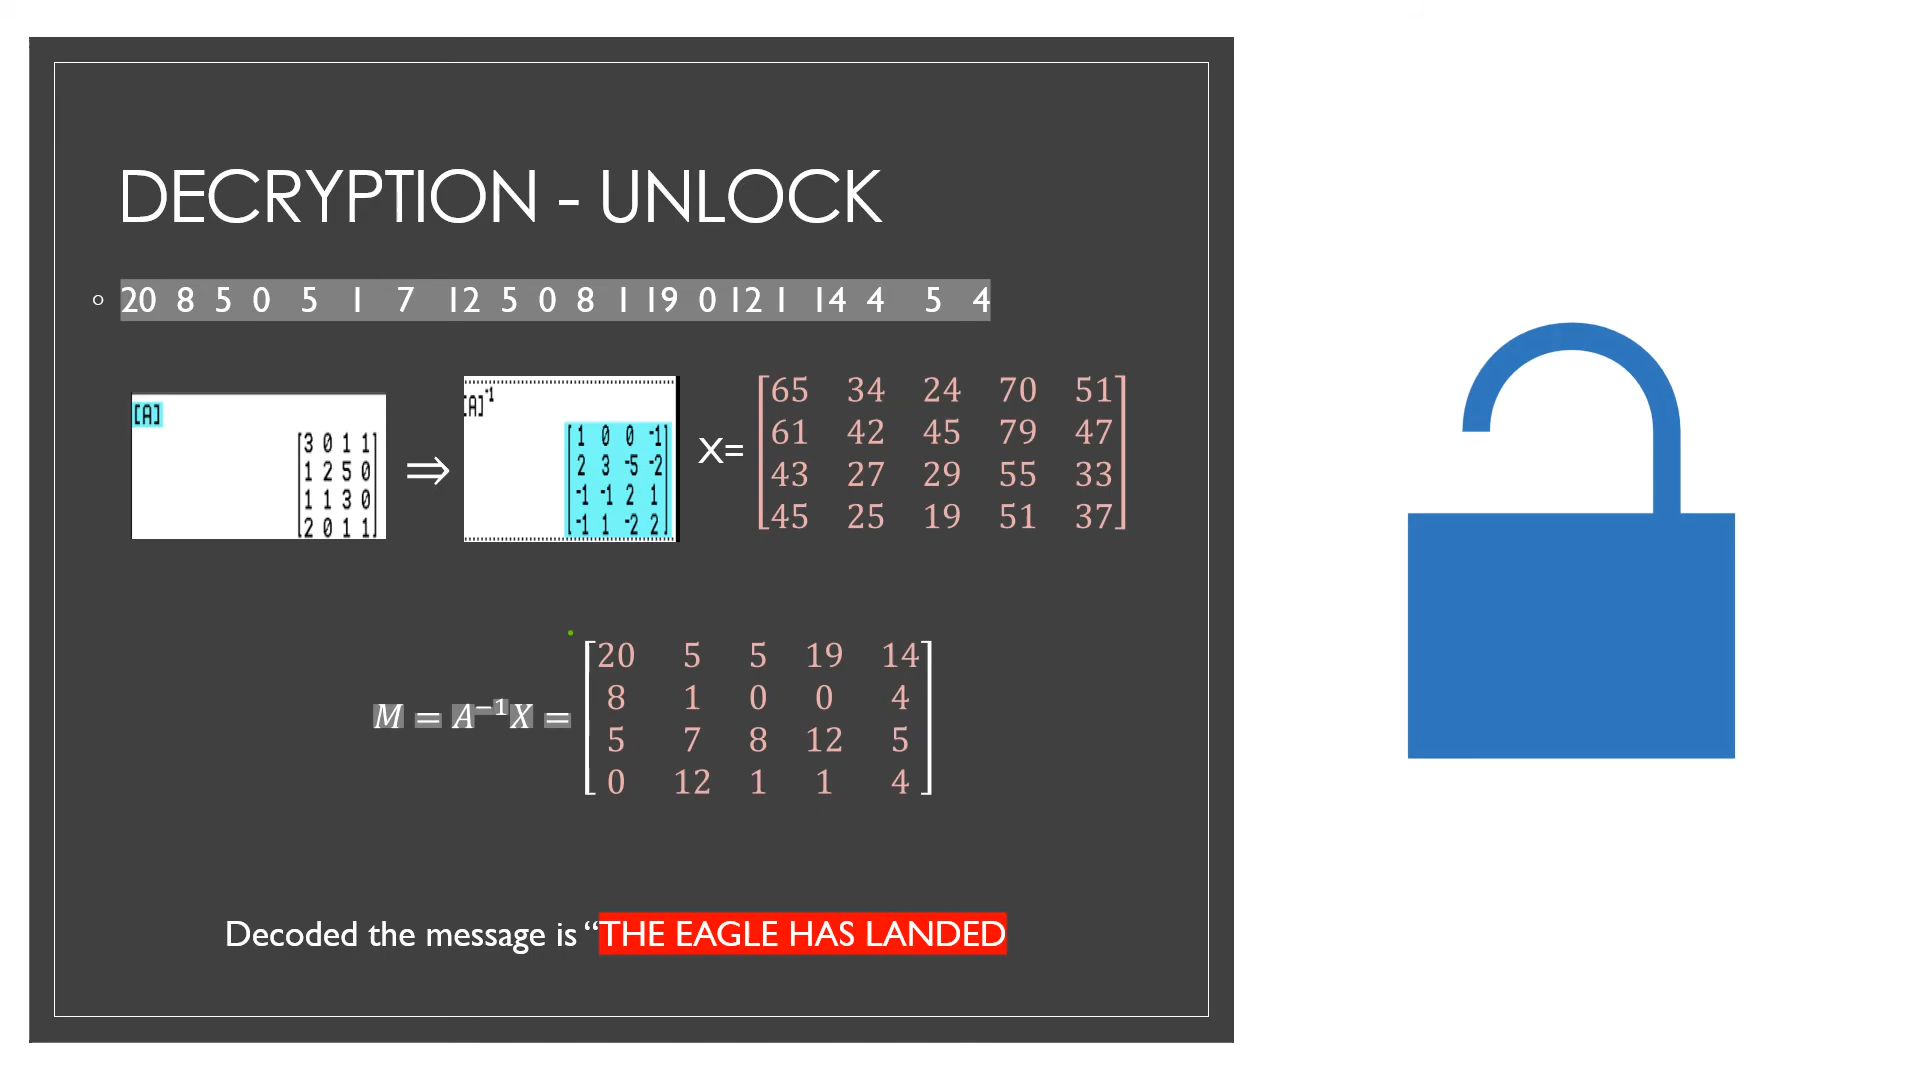 DECRYPTION - UNLOCK
◦ 20 8 5 0 5 1 7 12 5 0 8 1 19 0 12 1 14 4 5 4
[A]
[3 0 1 1]
[1 2 5 0]
[1 1 3 0]
[2 0 1 1]
⇒
[A]⁻¹
[1 0 0 -1]
[2 3 -5 -2]
[-1 -1 2 1]
[-1 1 -2 2]
X=
[65 34 24 70 51]
[61 42 45 79 47]
[43 27 29 55 33]
[45 25 19 51 37]
M = A⁻¹X =
[20 5 5 19 14]
[8 1 0 0 4]
[5 7 8 12 5]
[0 12 1 1 4]
Decoded the message is “THE EAGLE HAS LANDED